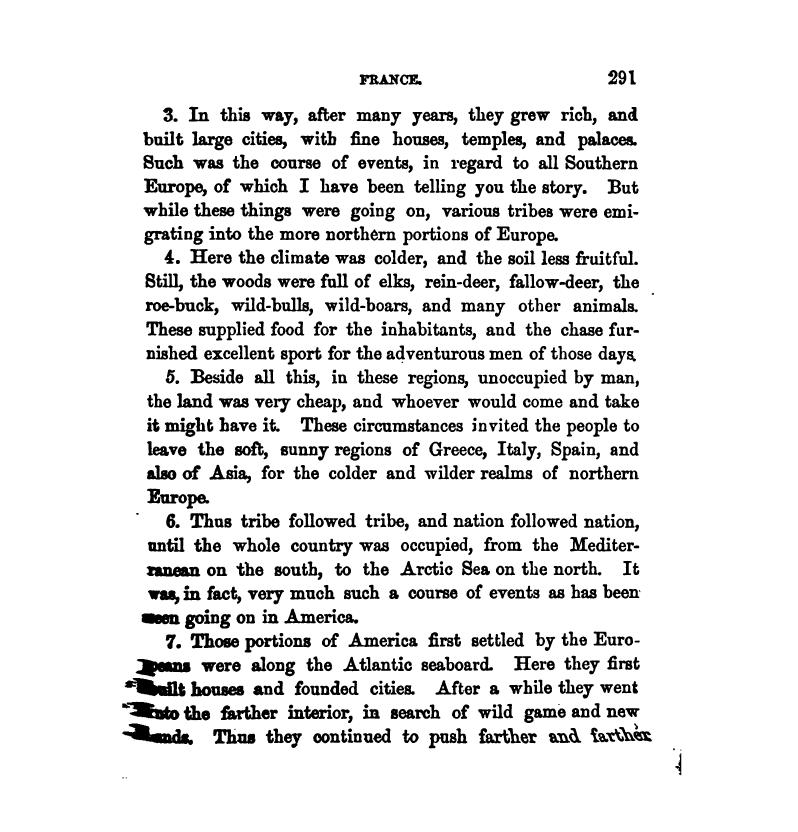 FRANCE. 291
3. In this way, after many years, they grew rich, and
built large cities, with fine houses, temples, and palaces.
Such was the course of events, in regard to all Southern
Europe, of which I have been telling you the story. But
while these things were going on, various tribes were emi-
grating into the more northern portions of Europe.
4. Here the climate was colder, and the soil less fruitful.
Still, the woods were full of elks, rein-deer, fallow-deer, the
roe-buck, wild-bulls, wild-boars, and many other animals.
These supplied food for the inhabitants, and the chase fur-
nished excellent sport for the adventurous men of those days.
5. Beside all this, in these regions, unoccupied by man,
the land was very cheap, and whoever would come and take
it might have it. These circumstances invited the people to
leave the soft, sunny regions of Greece, Italy, Spain, and
also of Asia, for the colder and wilder realms of northern
Europe.
6. Thus tribe followed tribe, and nation followed nation,
until the whole country was occupied, from the Mediter-
ranean on the south, to the Arctic Sea on the north. It
was, in fact, very much such a course of events as has been
seen going on in America.
7. Those portions of America first settled by the Euro-
peans were along the Atlantic seaboard. Here they first
built houses and founded cities. After a while they went
into the farther interior, in search of wild game and new
lands. Thus they continued to push farther and farther